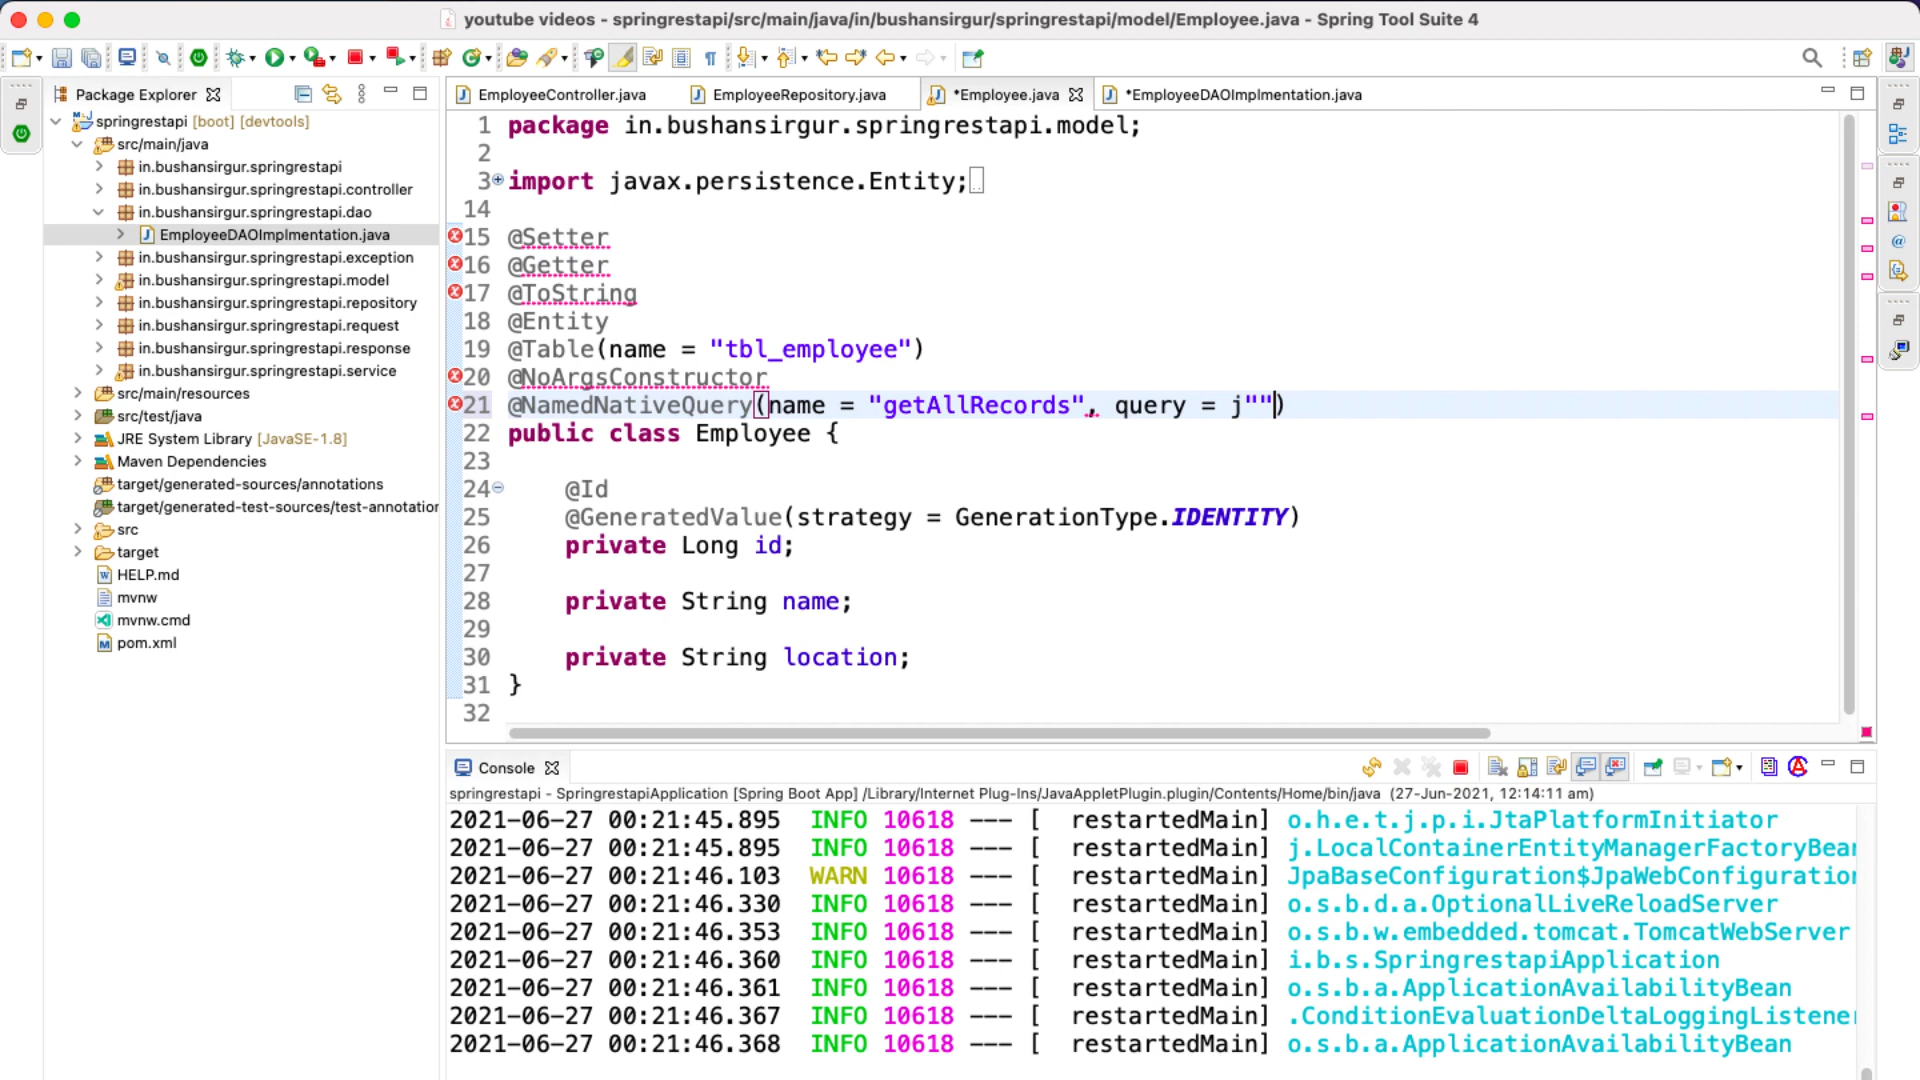 youtube videos - springrestapi/src/main/java/in/bushansirgur/springrestapi/model/Employee.java - Spring Tool Suite 4
Package Explorer
springrestapi [boot] [devtools]
src/main/java
in.bushansirgur.springrestapi
in.bushansirgur.springrestapi.controller
in.bushansirgur.springrestapi.dao
EmployeeDAOImplmentation.java
in.bushansirgur.springrestapi.exception
in.bushansirgur.springrestapi.model
in.bushansirgur.springrestapi.repository
in.bushansirgur.springrestapi.request
in.bushansirgur.springrestapi.response
in.bushansirgur.springrestapi.service
src/main/resources
src/test/java
JRE System Library [JavaSE-1.8]
Maven Dependencies
target/generated-sources/annotations
target/generated-test-sources/test-annotation
src
target
HELP.md
mvnw
mvnw.cmd
pom.xml
EmployeeController.java EmployeeRepository.java *Employee.java *EmployeeDAOImplmentation.java
1 package in.bushansirgur.springrestapi.model;
2
3 import javax.persistence.Entity;
14
15 @Setter
16 @Getter
17 @ToString
18 @Entity
19 @Table(name = "tbl_employee")
20 @NoArgsConstructor
21 @NamedNativeQuery(name = "getAllRecords", query = j"")
22 public class Employee {
23
24 @Id
25 @GeneratedValue(strategy = GenerationType.IDENTITY)
26 private Long id;
27
28 private String name;
29
30 private String location;
31 }
32
Console
springrestapi - SpringrestapiApplication [Spring Boot App] /Library/Internet Plug-Ins/JavaAppletPlugin.plugin/Contents/Home/bin/java (27-Jun-2021, 12:14:11 am)
2021-06-27 00:21:45.895 INFO 10618 --- [ restartedMain] o.h.e.t.j.p.i.JtaPlatformInitiator
2021-06-27 00:21:45.895 INFO 10618 --- [ restartedMain] j.LocalContainerEntityManagerFactoryBean
2021-06-27 00:21:46.103 WARN 10618 --- [ restartedMain] JpaBaseConfiguration$JpaWebConfiguration
2021-06-27 00:21:46.330 INFO 10618 --- [ restartedMain] o.s.b.d.a.OptionalLiveReloadServer
2021-06-27 00:21:46.353 INFO 10618 --- [ restartedMain] o.s.b.w.embedded.tomcat.TomcatWebServer
2021-06-27 00:21:46.360 INFO 10618 --- [ restartedMain] i.b.s.SpringrestapiApplication
2021-06-27 00:21:46.361 INFO 10618 --- [ restartedMain] o.s.b.a.ApplicationAvailabilityBean
2021-06-27 00:21:46.367 INFO 10618 --- [ restartedMain] .ConditionEvaluationDeltaLoggingListener
2021-06-27 00:21:46.368 INFO 10618 --- [ restartedMain] o.s.b.a.ApplicationAvailabilityBean